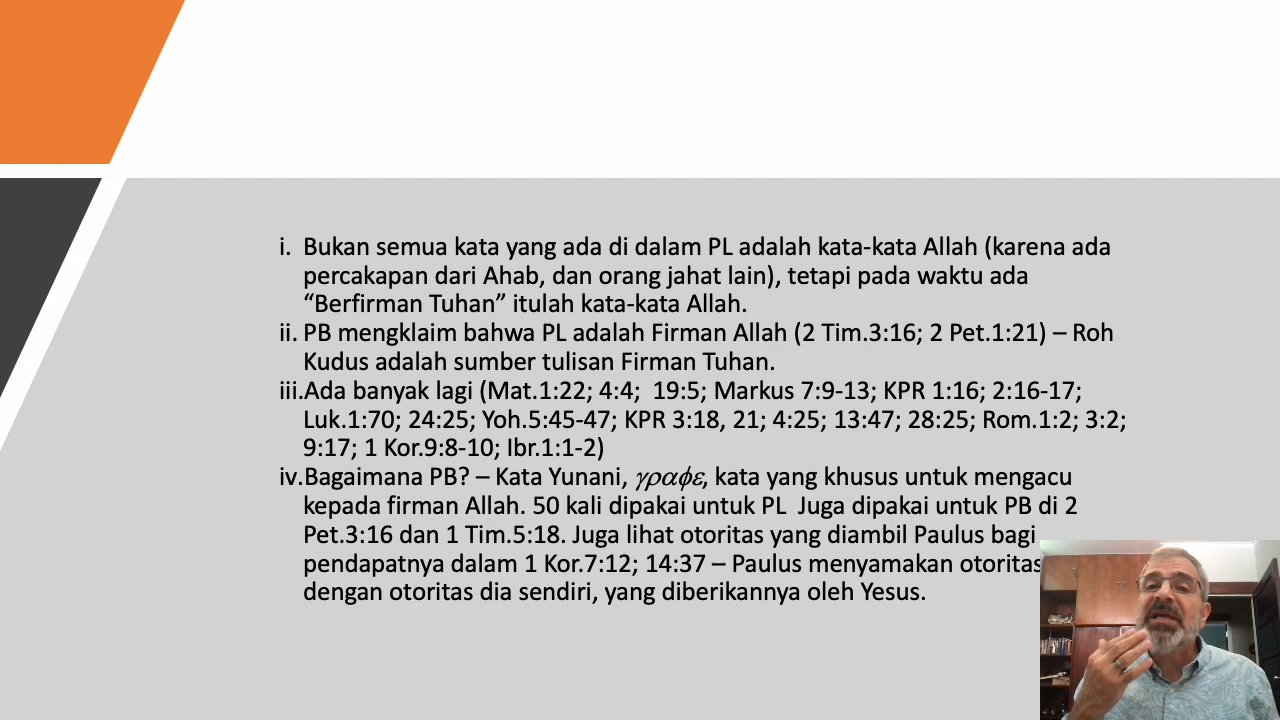 i. Bukan semua kata yang ada di dalam PL adalah kata-kata Allah (karena ada
percakapan dari Ahab, dan orang jahat lain), tetapi pada waktu ada
“Berfirman Tuhan” itulah kata-kata Allah.
ii. PB mengklaim bahwa PL adalah Firman Allah (2 Tim.3:16; 2 Pet.1:21) – Roh
Kudus adalah sumber tulisan Firman Tuhan.
iii.Ada banyak lagi (Mat.1:22; 4:4;  19:5; Markus 7:9-13; KPR 1:16; 2:16-17;
Luk.1:70; 24:25; Yoh.5:45-47; KPR 3:18, 21; 4:25; 13:47; 28:25; Rom.1:2; 3:2;
9:17; 1 Kor.9:8-10; Ibr.1:1-2)
iv.Bagaimana PB? – Kata Yunani, γραφε, kata yang khusus untuk mengacu
kepada firman Allah. 50 kali dipakai untuk PL  Juga dipakai untuk PB di 2
Pet.3:16 dan 1 Tim.5:18. Juga lihat otoritas yang diambil Paulus bagi
pendapatnya dalam 1 Kor.7:12; 14:37 – Paulus menyamakan otoritas
dengan otoritas dia sendiri, yang diberikannya oleh Yesus.